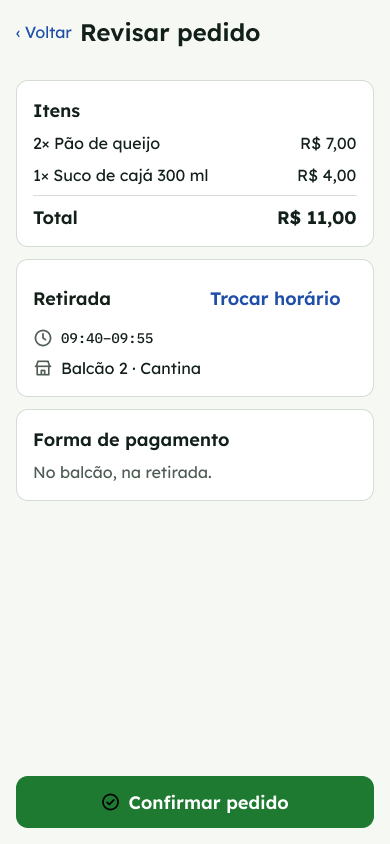 ‹ Voltar Revisar pedido
Itens
2× Pão de queijo R$ 7,00
1× Suco de cajá 300 ml R$ 4,00
Total R$ 11,00
Retirada Trocar horário
09:40–09:55
Balcão 2 · Cantina
Forma de pagamento
No balcão, na retirada.
Confirmar pedido